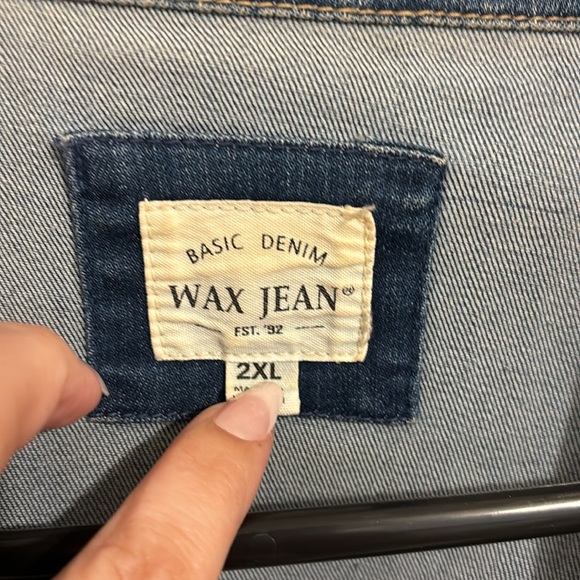 BASIC DENIM
WAX JEAN®
EST. '92
2XL